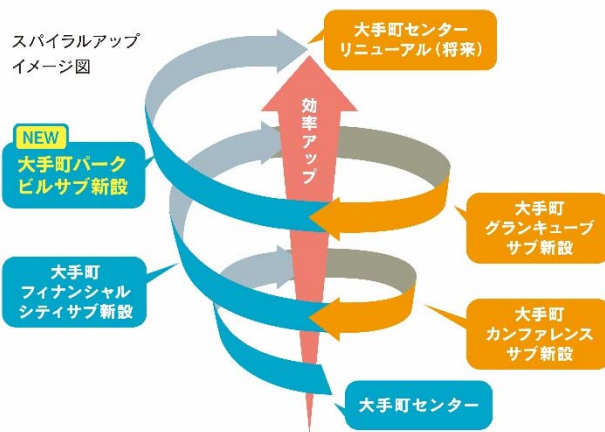 スパイラルアップ
イメージ図
大手町センター
リニューアル(将来)
効率アップ
NEW
大手町パーク
ビルサブ新設
大手町
グランキューブ
サブ新設
大手町
フィナンシャル
シティサブ新設
大手町
カンファレンス
サブ新設
大手町センター